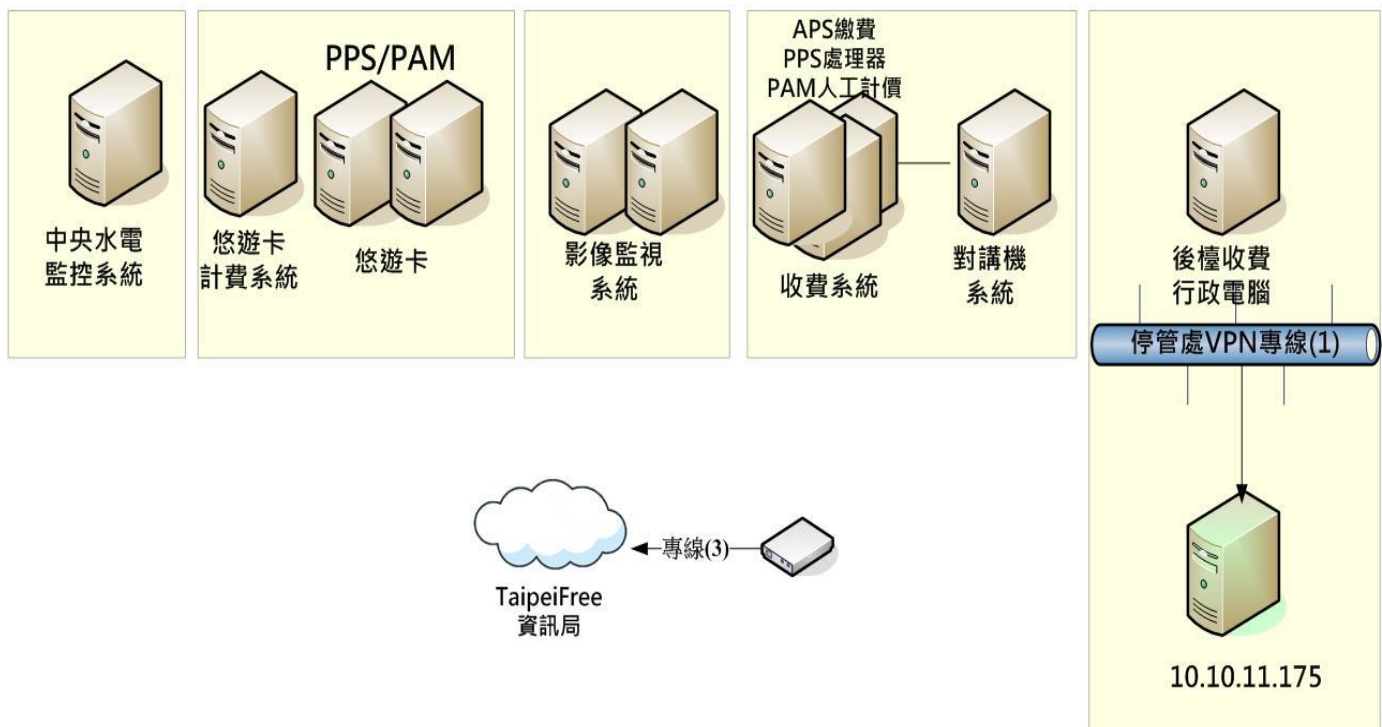 中央水電
監控系統
PPS/PAM
悠遊卡
計費系統
悠遊卡
影像監視
系統
APS繳費
PPS處理器
PAM人工計價
收費系統
對講機
系統
後檯收費
行政電腦
停管處VPN專線(1)
10.10.11.175
專線(3)
TaipeiFree
資訊局